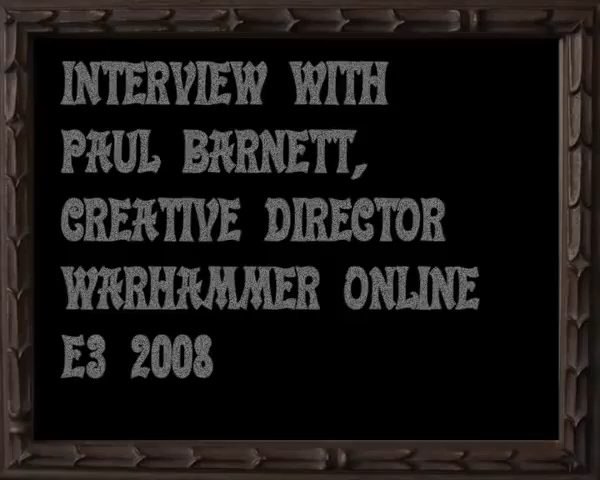 INTERVIEW WITH
PAUL BARNETT,
CREATIVE DIRECTOR
WARHAMMER ONLINE
E3 2008